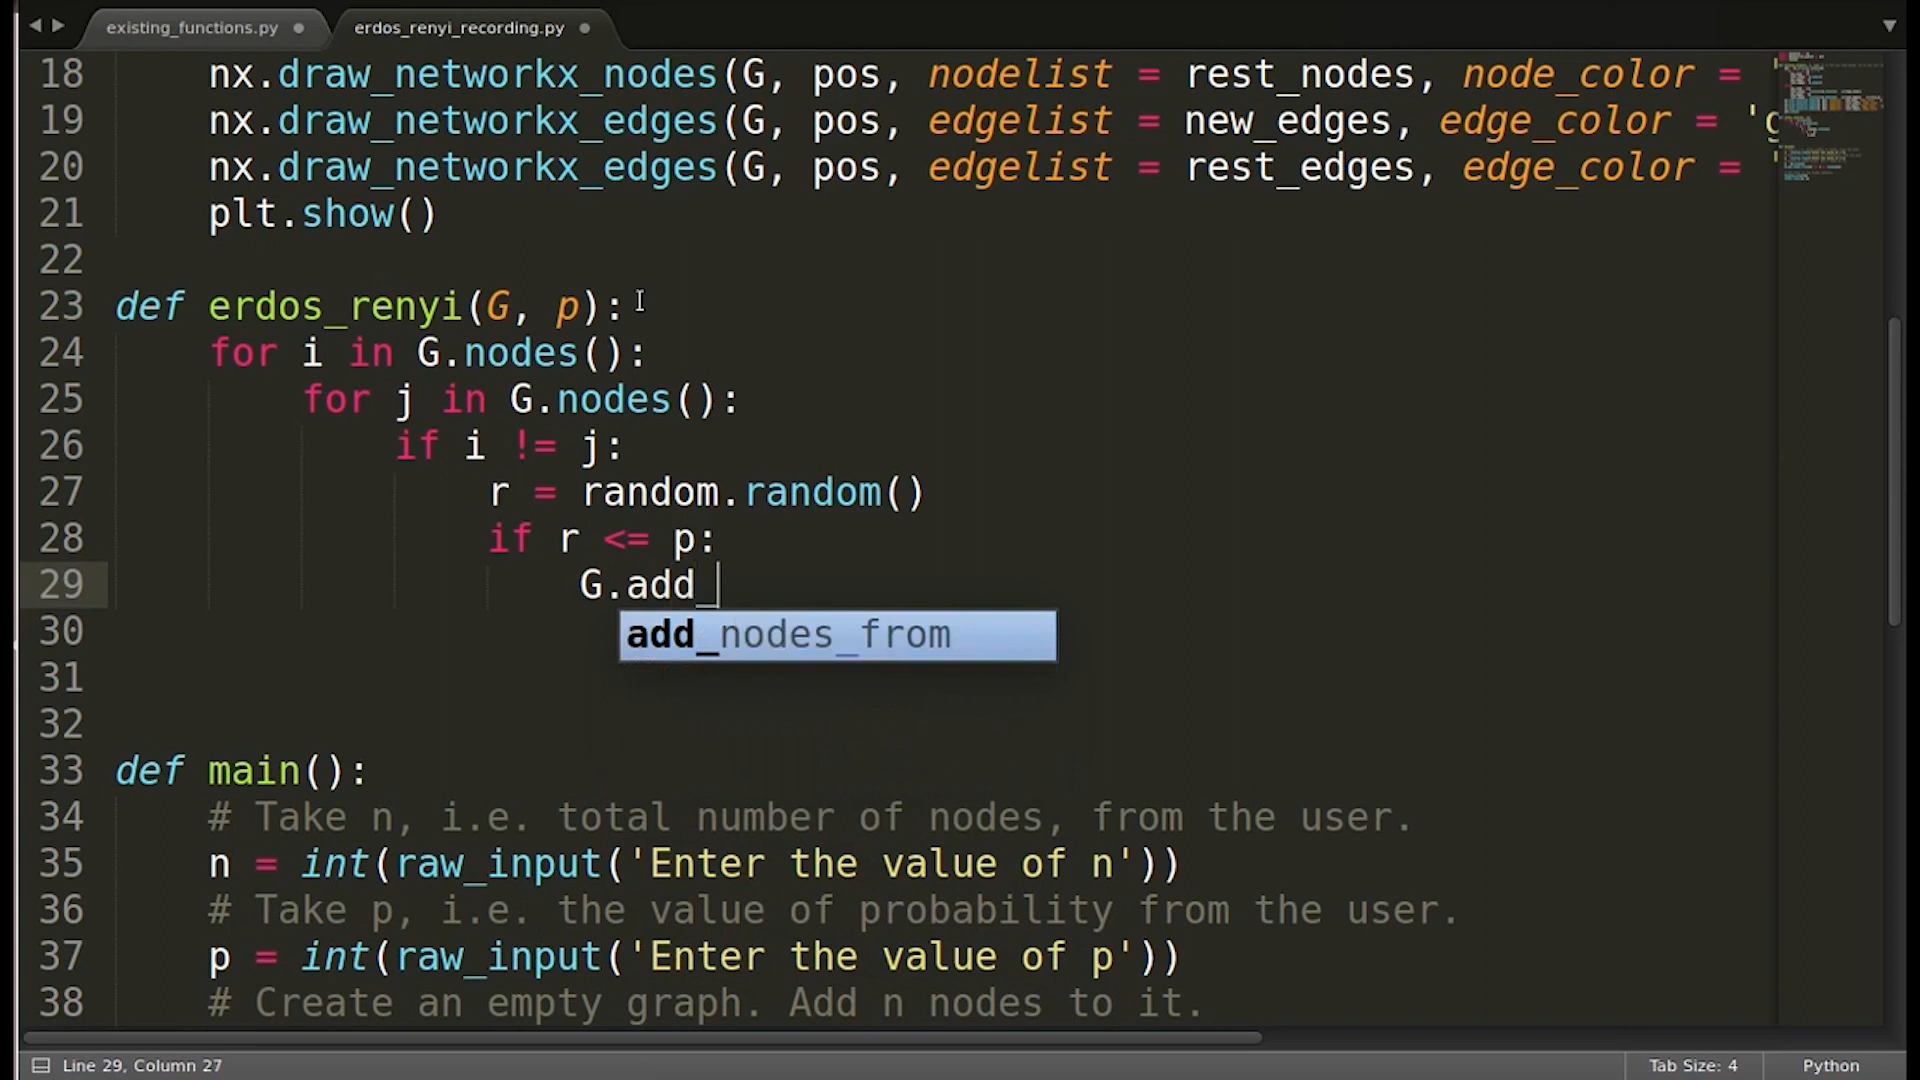 existing_functions.py
erdos_renyi_recording.py
18 nx.draw_networkx_nodes(G, pos, nodelist = rest_nodes, node_color =
19 nx.draw_networkx_edges(G, pos, edgelist = new_edges, edge_color = 'g
20 nx.draw_networkx_edges(G, pos, edgelist = rest_edges, edge_color =
21 plt.show()
22
23 def erdos_renyi(G, p):
24 for i in G.nodes():
25 for j in G.nodes():
26 if i != j:
27 r = random.random()
28 if r <= p:
29 G.add_
add_nodes_from
30
31
32
33 def main():
34 # Take n, i.e. total number of nodes, from the user.
35 n = int(raw_input('Enter the value of n'))
36 # Take p, i.e. the value of probability from the user.
37 p = int(raw_input('Enter the value of p'))
38 # Create an empty graph. Add n nodes to it.
Line 29, Column 27
Tab Size: 4
Python